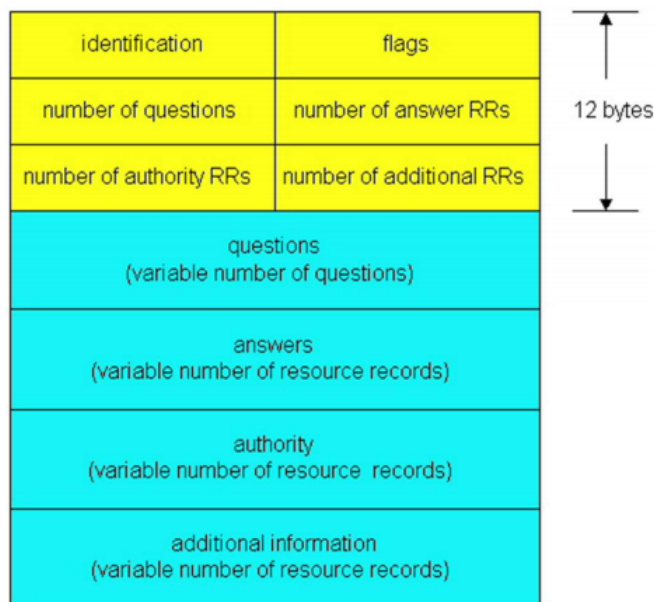 identification
flags
number of questions
number of answer RRs
12 bytes
number of authority RRs
number of additional RRs
questions
(variable number of questions)
answers
(variable number of resource records)
authority
(variable number of resource records)
additional information
(variable number of resource records)